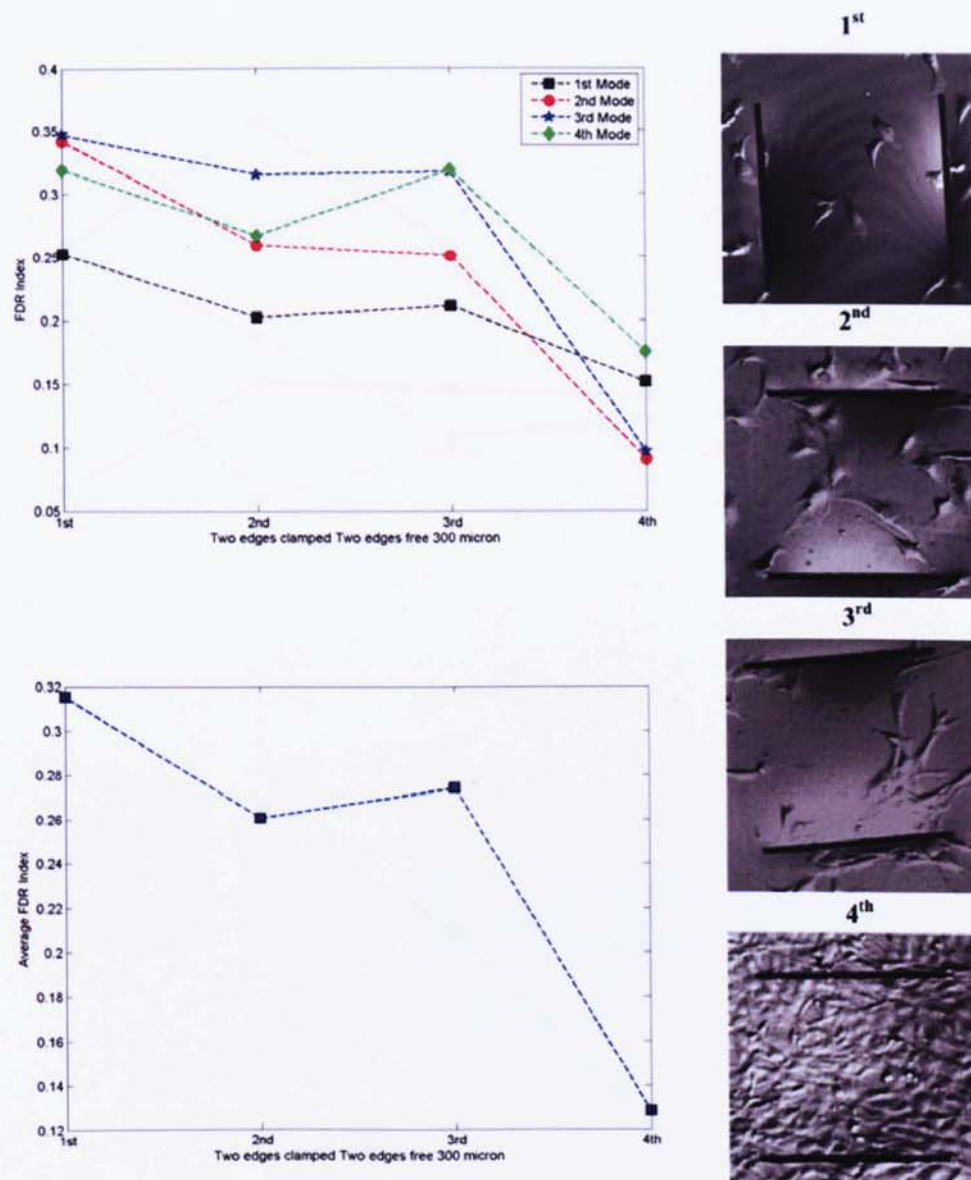 0.4
0.35
0.3
0.25
0.2
0.15
0.1
0.05
FDR Index
1st Mode
2nd Mode
3rd Mode
4th Mode
1st
2nd
3rd
4th
Two edges clamped Two edges free 300 micron
0.32
0.3
0.28
0.26
0.24
0.22
0.2
0.18
0.16
0.14
0.12
Average FDR Index
1st
2nd
3rd
4th
Two edges clamped Two edges free 300 micron
1st
2nd
3rd
4th